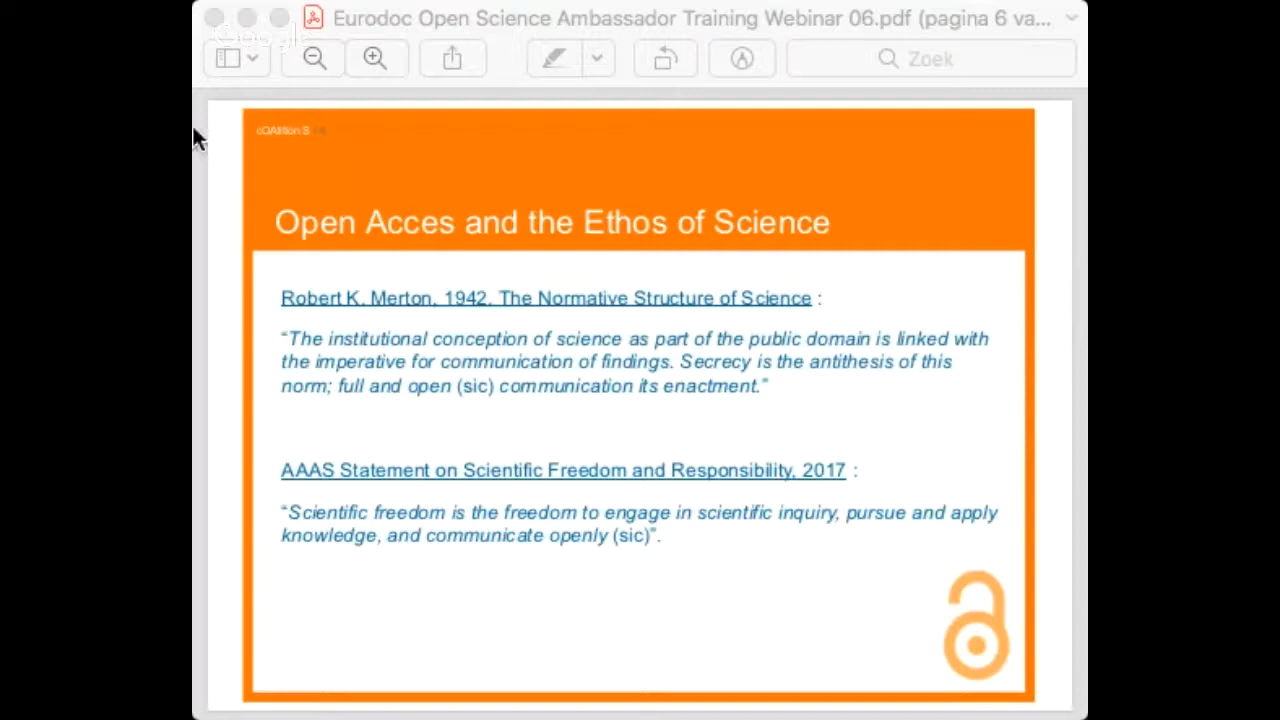 Eurodoc Open Science Ambassador Training Webinar 06.pdf (pagina 6 va...
Google
Zoek
cOAlition S
Open Acces and the Ethos of Science
Robert K. Merton, 1942. The Normative Structure of Science :
“The institutional conception of science as part of the public domain is linked with
the imperative for communication of findings. Secrecy is the antithesis of this
norm; full and open (sic) communication its enactment.”
AAAS Statement on Scientific Freedom and Responsibility, 2017 :
“Scientific freedom is the freedom to engage in scientific inquiry, pursue and apply
knowledge, and communicate openly (sic)”.